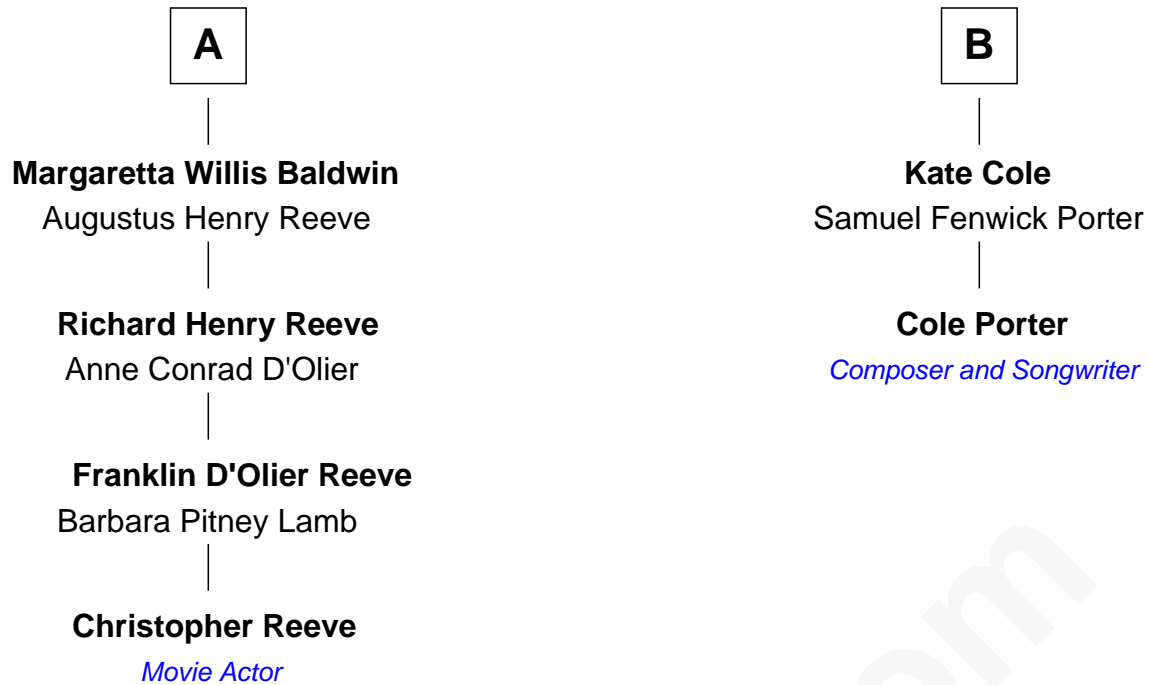 A
B
Margaretta Willis Baldwin
Augustus Henry Reeve
Kate Cole
Samuel Fenwick Porter
Richard Henry Reeve
Anne Conrad D'Olier
Cole Porter
Composer and Songwriter
Franklin D'Olier Reeve
Barbara Pitney Lamb
Christopher Reeve
Movie Actor
om